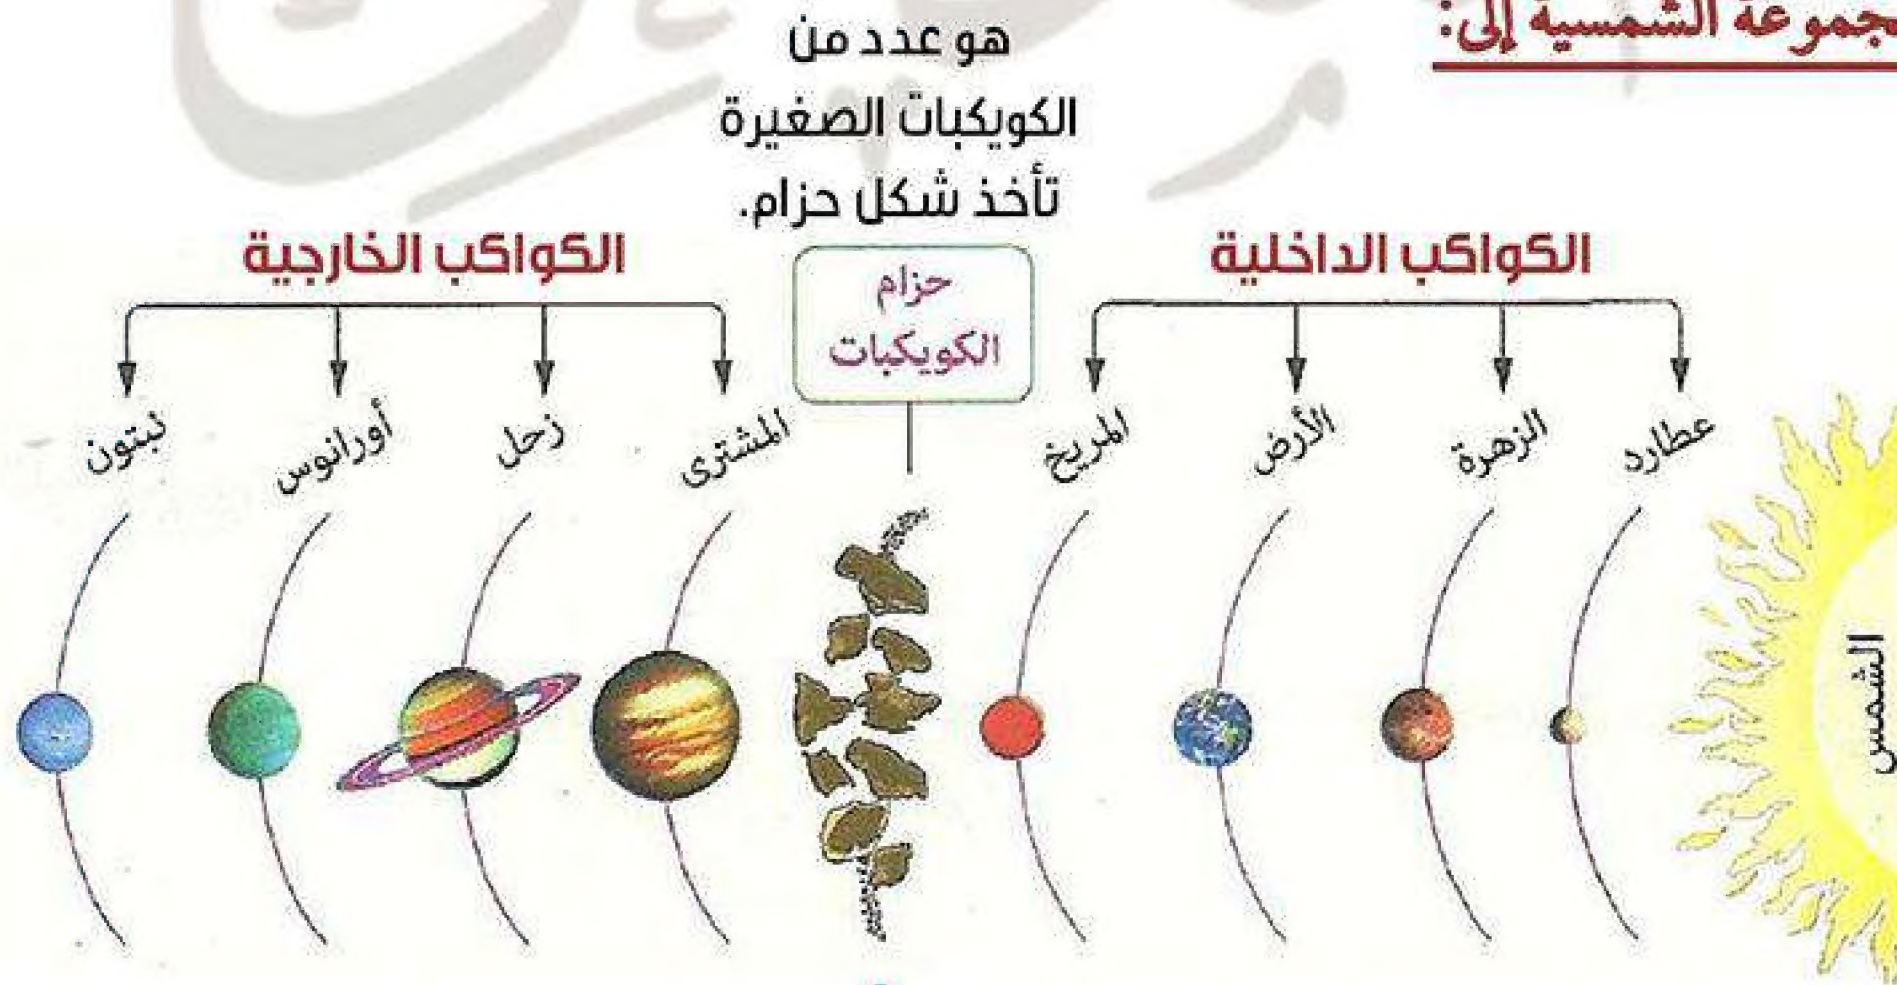 المجموعة الشمسية إلى:
هو عدد من
الكويكبات الصغيرة
تأخذ شكل حزام.
الكواكب الداخلية
حزام
الكويكبات
الكواكب الخارجية
عطارد
الزهرة
الأرض
المريخ
المشترى
زحل
أورانوس
نبتون
الشمس